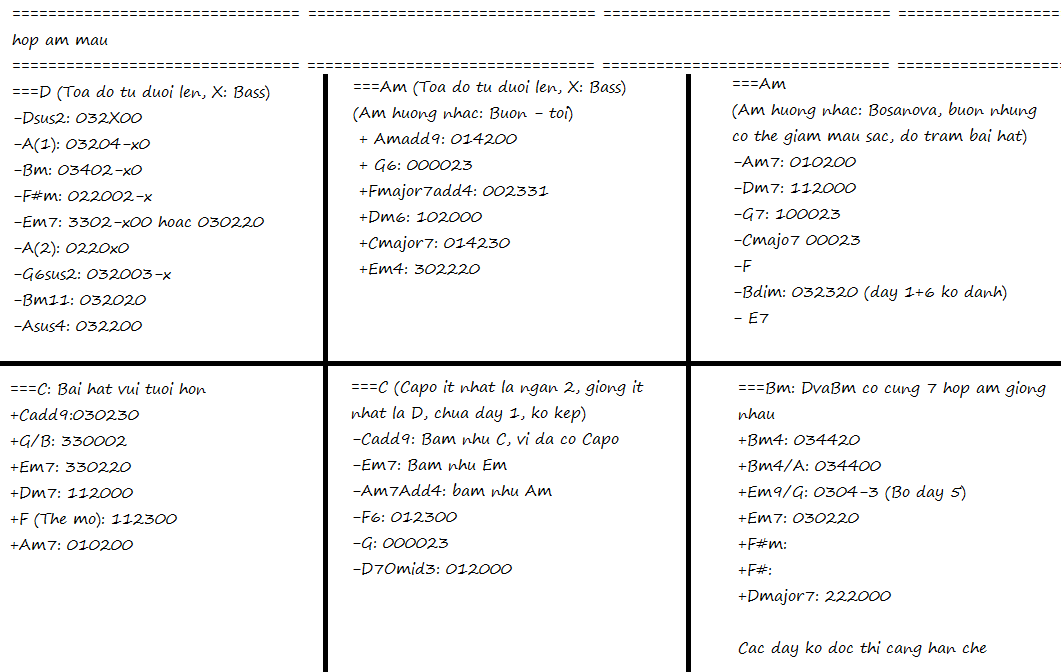 ============================== ============================== ============================== =================
hop am mau
============================== ============================== ============================== =================
===D (Toa do tu duoi len, X: Bass)
-Dsus2: 032X00
-A(1): 03204-x0
-Bm: 03402-x0
-F#m: 022002-x
-Em7: 3302-x00 hoac 030220
-A(2): 0220x0
-G6sus2: 032003-x
-Bm11: 032020
-Asus4: 032200
===Am (Toa do tu duoi len, X: Bass)
(Am huong nhac: Buon - toi)
+ Amadd9: 014200
+ G6: 000023
+Fmajor7add4: 002331
+Dm6: 102000
+Cmajor7: 014230
+Em4: 302220
===Am
(Am huong nhac: Bosanova, buon nhung
co the giam mau sac, do tram bai hat)
-Am7: 010200
-Dm7: 112000
-G7: 100023
-Cmajo7 00023
-F
-Bdim: 032320 (day 1+6 ko danh)
- E7
===C: Bai hat vui tuoi hon
+Cadd9:030230
+G/B: 330002
+Em7: 330220
+Dm7: 112000
+F (The mo): 112300
+Am7: 010200
===C (Capo it nhat la ngan 2, giong it
nhat la D, chua day 1, ko kep)
-Cadd9: Bam nhu C, vi da co Capo
-Em7: Bam nhu Em
-Am7Add4: bam nhu Am
-F6: 012300
-G: 000023
-D7Omid3: 012000
===Bm: DvaBm co cung 7 hop am giong
nhau
+Bm4: 034420
+Bm4/A: 034400
+Em9/G: 0304-3 (Bo day 5)
+Em7: 030220
+F#m:
+F#:
+Dmajor7: 222000
Cac day ko doc thi cang han che